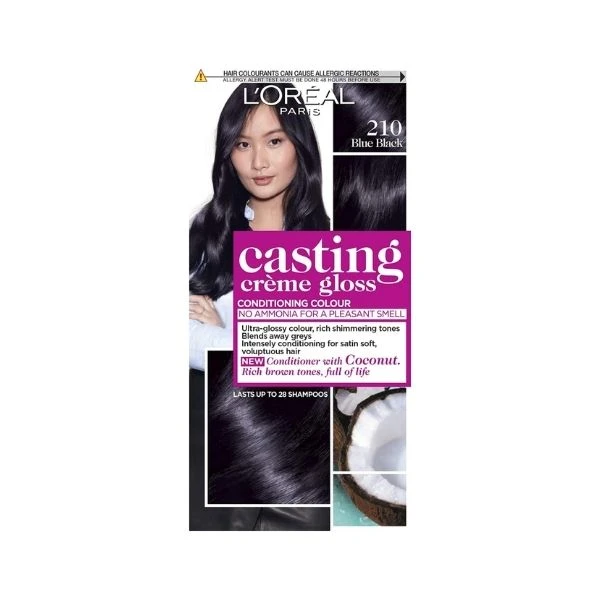 HAIR COLOURANTS CAN CAUSE ALLERGIC REACTIONS
ALLERGY ALERT TEST MUST BE DONE 48 HOURS BEFORE USE
L'ORÉAL
PARIS
210
Blue Black
casting
crème gloss
CONDITIONING COLOUR
NO AMMONIA FOR A PLEASANT SMELL
Ultra-glossy colour, rich shimmering tones
Blends away greys
Intensely conditioning for satin soft,
voluptuous hair
NEW Conditioner with Coconut.
Rich brown tones, full of life
LASTS UP TO 28 SHAMPOOS